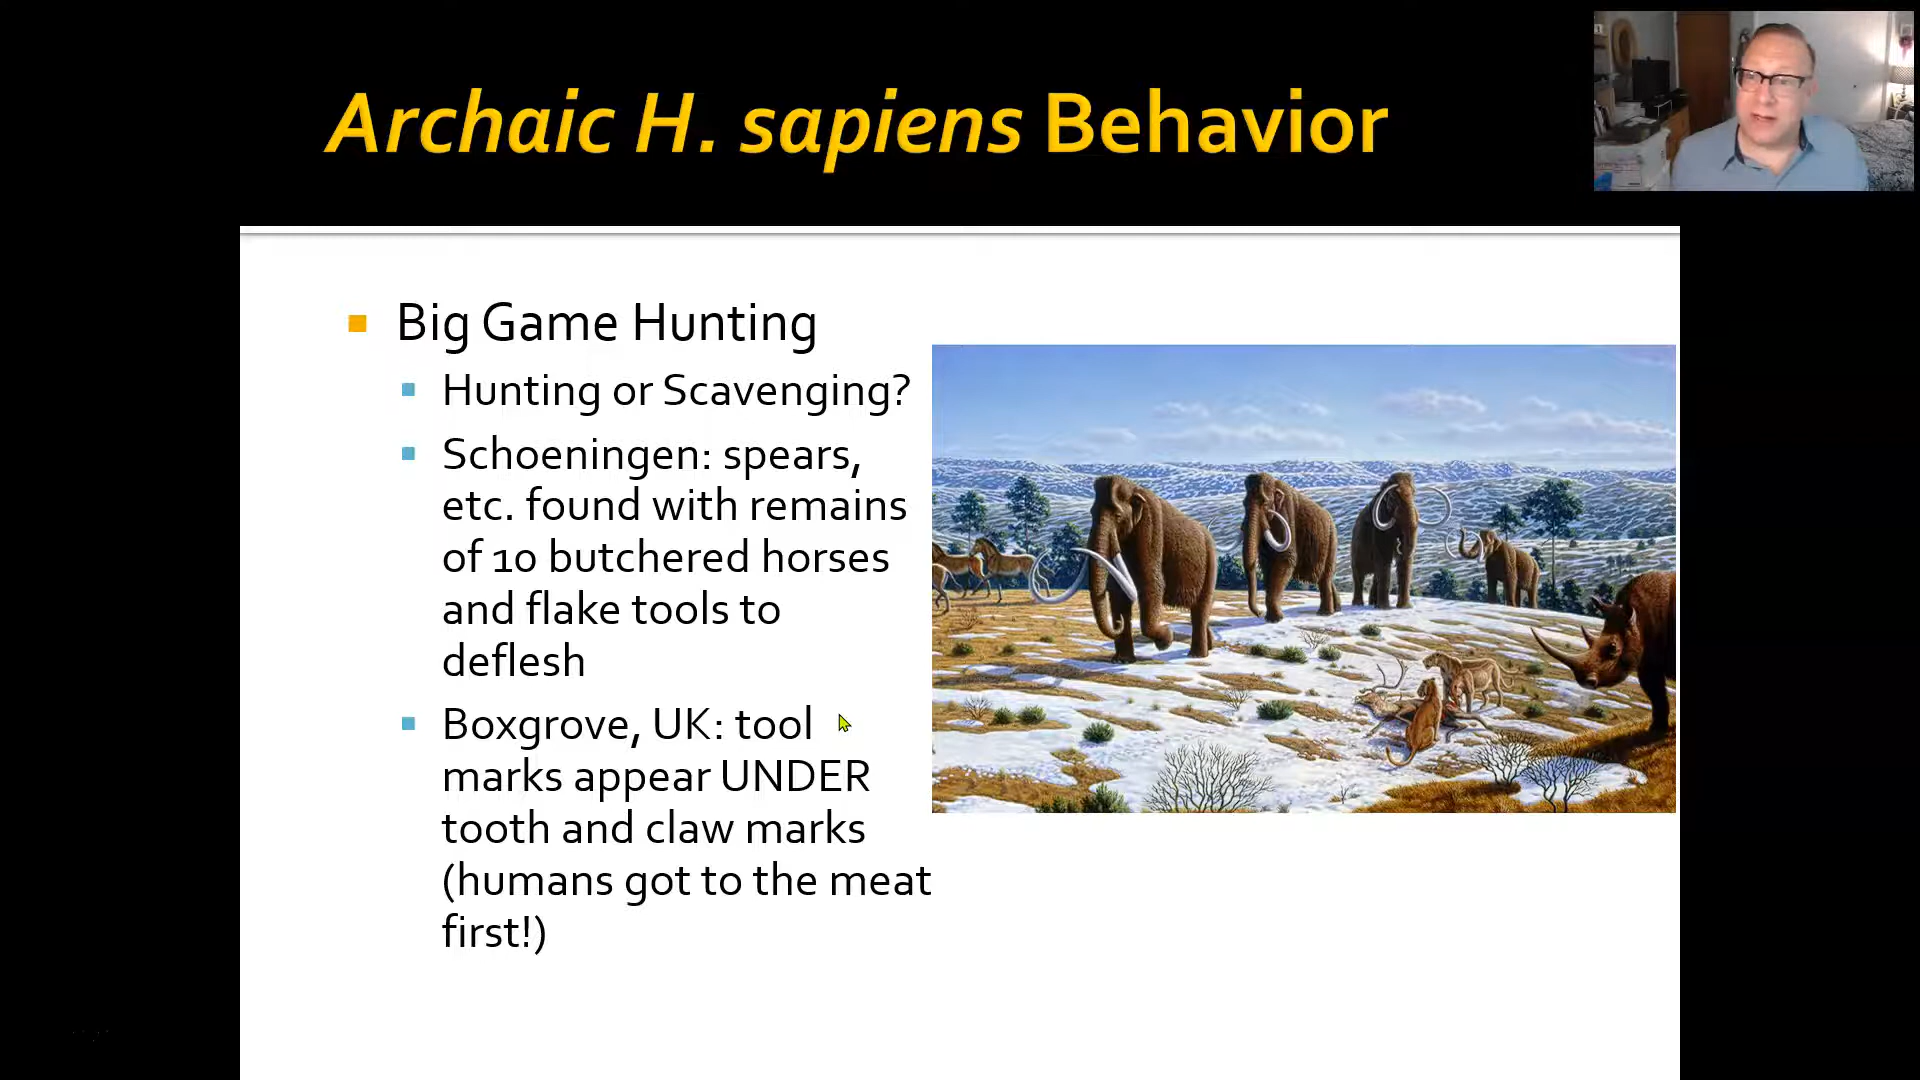 Archaic H. sapiens Behavior
Big Game Hunting
Hunting or Scavenging?
Schoeningen: spears,
etc. found with remains
of 10 butchered horses
and flake tools to
deflesh
Boxgrove, UK: tool
marks appear UNDER
tooth and claw marks
(humans got to the meat
first!)